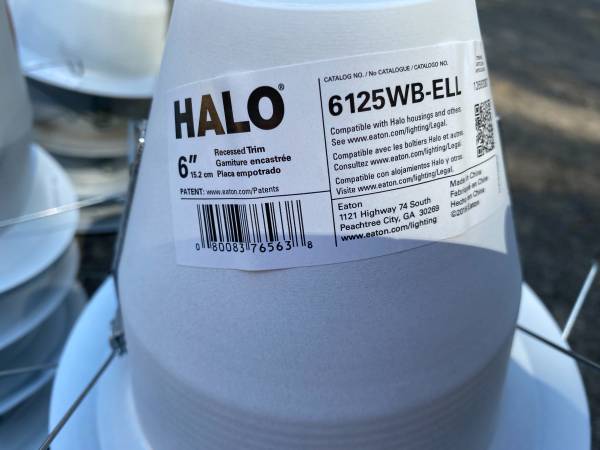 HALO®
Recessed Trim
6"
Garniture encastrée
15.2 cm Placa empotrado
PATENT: www.eaton.com/Patents
0 80083 76563 8
CATALOG NO. / No CATALOGUE / CATALOGO NO.
6125WB-ELL
Compatible with Halo housings and others.
See www.eaton.com/lighting/Legal.
Compatible avec les boîtiers Halo et autre.
Consultez www.eaton.com/lighting/Legal.
Compatible con alojamientos Halo y otros.
Visite www.eaton.com/lighting/Legal.
Eaton
1121 Highway 74 South
Peachtree City, GA 30269
www.eaton.com/lighting
Made in China
Fabriqué en Chine
Hecho en China